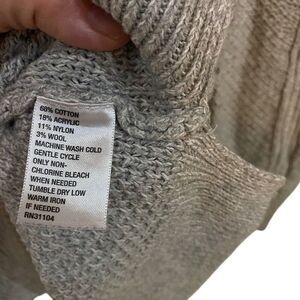 68% COTTON
18% ACRYLIC
11% NYLON
3% WOOL
MACHINE WASH COLD
GENTLE CYCLE
ONLY NON-
CHLORINE BLEACH
WHEN NEEDED
TUMBLE DRY LOW
WARM IRON
IF NEEDED
RN31104